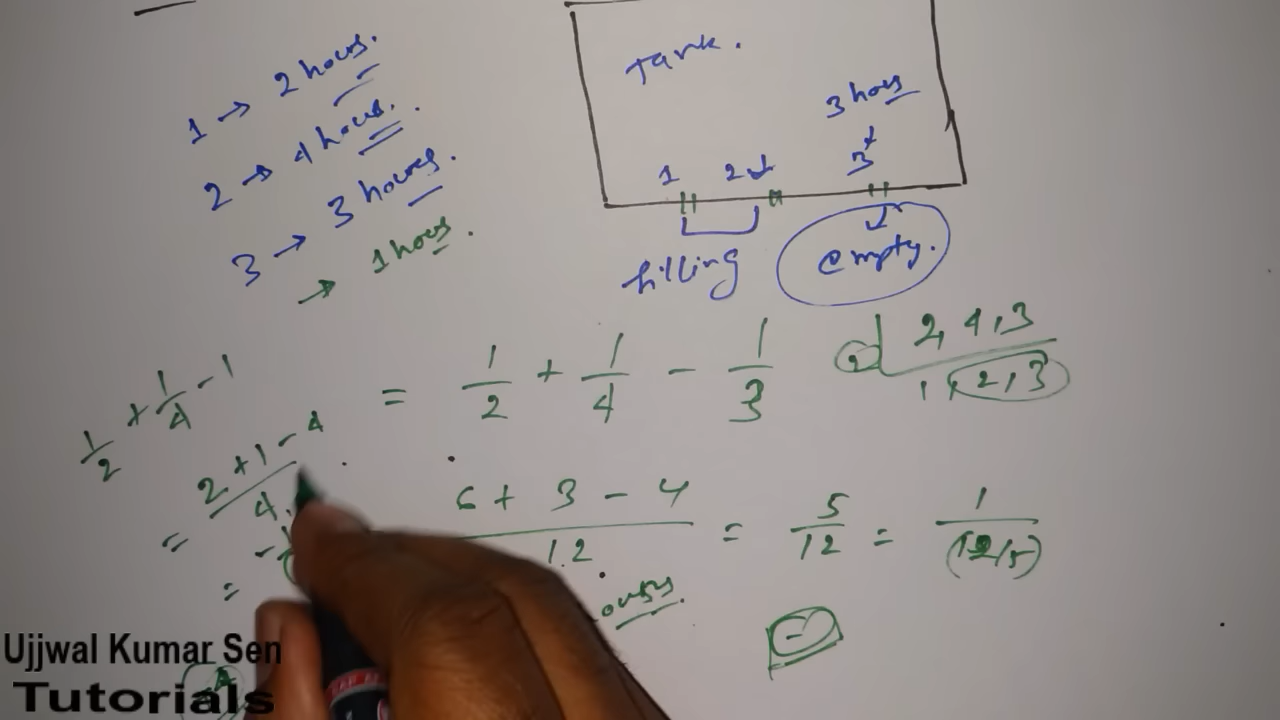 1 → 2 hours.
2 → 4 hours.
3 → 3 houres.
→ 1 hours.
Tank.
3 hours
1 2 3
filling
empty.
1/2 + 1/4 - 1
= (2 + 1 - 4)/4
=
= 1/2 + 1/4 - 1/3
2 | 2, 4, 3
1, 2, 3
(6 + 3 - 4)/12 = 5/12 = 1/(12/5)
-
Ujjwal Kumar Sen
Tutorials